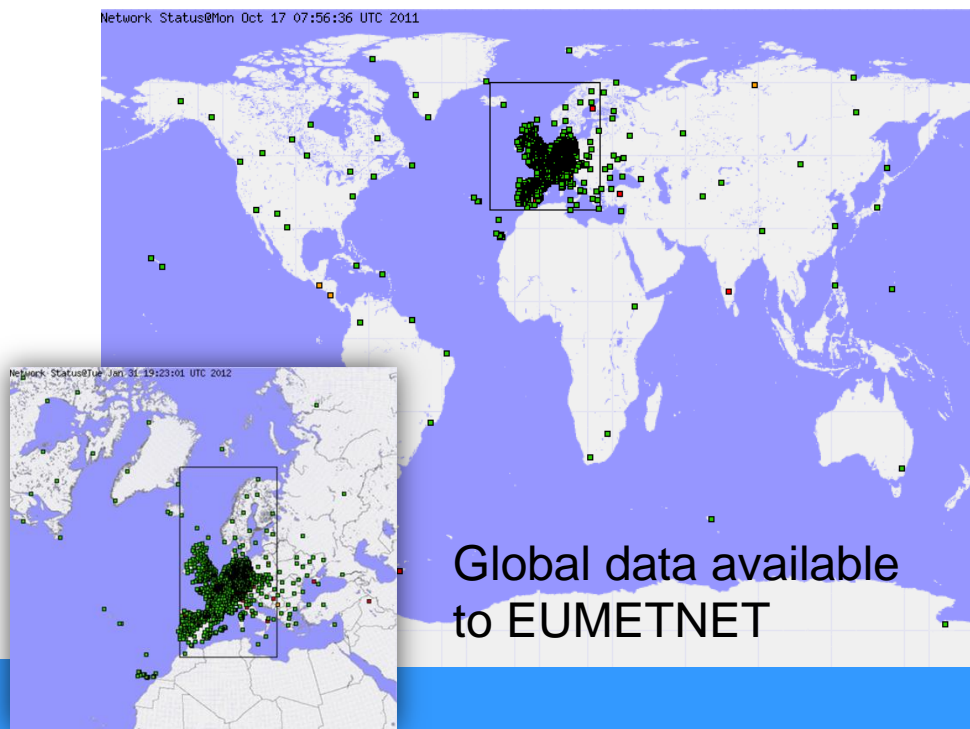 Network Status@Mon Oct 17 07:56:36 UTC 2011
Network Status@Tue Jan 31 19:23:01 UTC 2012
Global data available
to EUMETNET